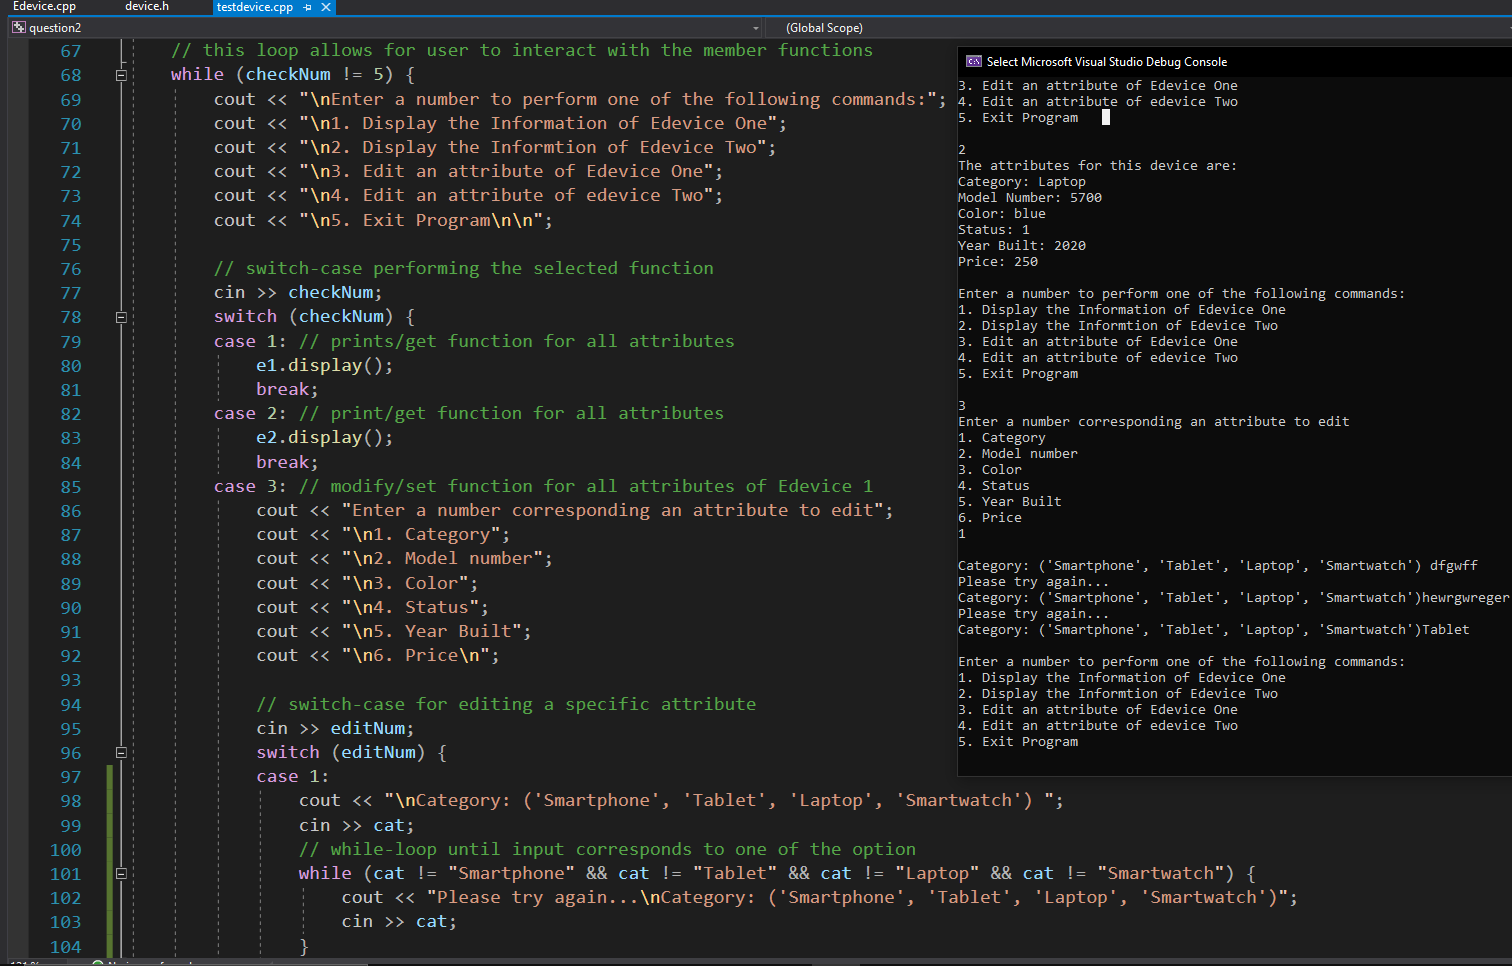 Edevice.cpp device.h testdevice.cpp
question2 (Global Scope)
67 // this loop allows for user to interact with the member functions
68 while (checkNum != 5) {
69 cout << "\nEnter a number to perform one of the following commands:";
70 cout << "\n1. Display the Information of Edevice One";
71 cout << "\n2. Display the Informtion of Edevice Two";
72 cout << "\n3. Edit an attribute of Edevice One";
73 cout << "\n4. Edit an attribute of edevice Two";
74 cout << "\n5. Exit Program\n\n";
75
76 // switch-case performing the selected function
77 cin >> checkNum;
78 switch (checkNum) {
79 case 1: // prints/get function for all attributes
80 e1.display();
81 break;
82 case 2: // print/get function for all attributes
83 e2.display();
84 break;
85 case 3: // modify/set function for all attributes of Edevice 1
86 cout << "Enter a number corresponding an attribute to edit";
87 cout << "\n1. Category";
88 cout << "\n2. Model number";
89 cout << "\n3. Color";
90 cout << "\n4. Status";
91 cout << "\n5. Year Built";
92 cout << "\n6. Price\n";
93
94 // switch-case for editing a specific attribute
95 cin >> editNum;
96 switch (editNum) {
97 case 1:
98 cout << "\nCategory: ('Smartphone', 'Tablet', 'Laptop', 'Smartwatch') ";
99 cin >> cat;
100 // while-loop until input corresponds to one of the option
101 while (cat != "Smartphone" && cat != "Tablet" && cat != "Laptop" && cat != "Smartwatch") {
102 cout << "Please try again...\nCategory: ('Smartphone', 'Tablet', 'Laptop', 'Smartwatch')";
103 cin >> cat;
104 }
Select Microsoft Visual Studio Debug Console
3. Edit an attribute of Edevice One
4. Edit an attribute of edevice Two
5. Exit Program
2
The attributes for this device are:
Category: Laptop
Model Number: 5700
Color: blue
Status: 1
Year Built: 2020
Price: 250
Enter a number to perform one of the following commands:
1. Display the Information of Edevice One
2. Display the Informtion of Edevice Two
3. Edit an attribute of Edevice One
4. Edit an attribute of edevice Two
5. Exit Program
3
Enter a number corresponding an attribute to edit
1. Category
2. Model number
3. Color
4. Status
5. Year Built
6. Price
1
Category: ('Smartphone', 'Tablet', 'Laptop', 'Smartwatch') dfgwff
Please try again...
Category: ('Smartphone', 'Tablet', 'Laptop', 'Smartwatch')hewrgwreger
Please try again...
Category: ('Smartphone', 'Tablet', 'Laptop', 'Smartwatch')Tablet
Enter a number to perform one of the following commands:
1. Display the Information of Edevice One
2. Display the Informtion of Edevice Two
3. Edit an attribute of Edevice One
4. Edit an attribute of edevice Two
5. Exit Program